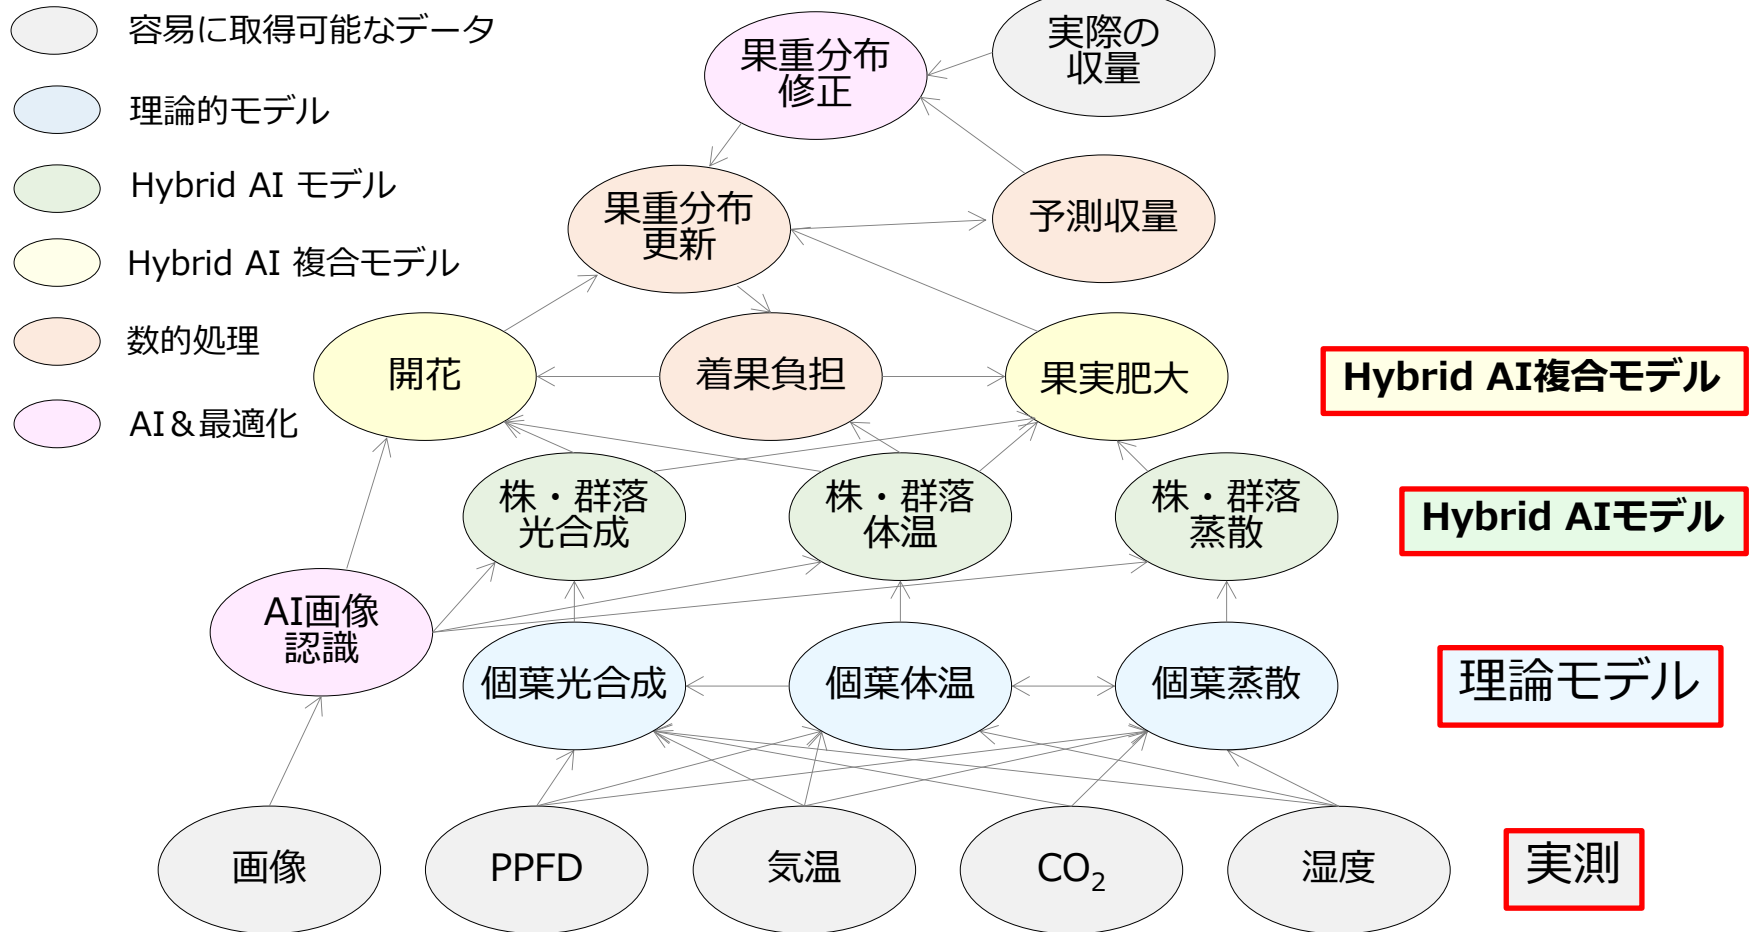 容易に取得可能なデータ
理論的モデル
Hybrid AI モデル
Hybrid AI 複合モデル
数的処理
AI＆最適化
実際の
収量
果重分布
修正
果重分布
更新
予測収量
開花
着果負担
果実肥大
Hybrid AI複合モデル
株・群落
光合成
株・群落
体温
株・群落
蒸散
Hybrid AIモデル
AI画像
認識
個葉光合成
個葉体温
個葉蒸散
理論モデル
画像
PPFD
気温
CO₂
湿度
実測